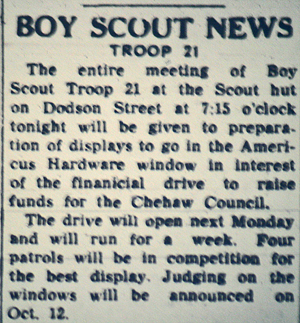 BOY SCOUT NEWS
TROOP 21
The entire meeting of Boy
Scout Troop 21 at the Scout hut
on Dodson Street at 7:15 o'clock
tonight will be given to prepara-
tion of displays to go in the Ameri-
cus Hardware window in interest
of the finanicial drive to raise
funds for the Chehaw Council.
The drive will open next Monday
and will run for a week. Four
patrols will be in competition for
the best display. Judging on the
windows will be announced on
Oct. 12.